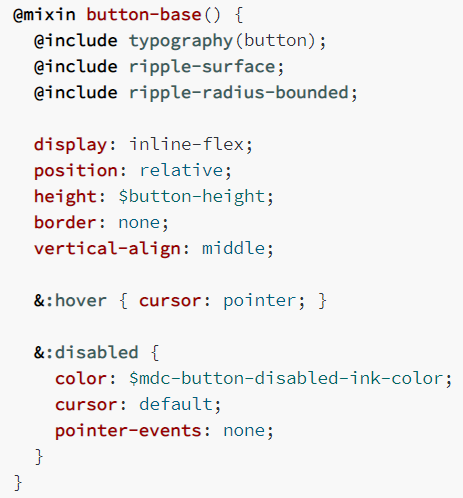 @mixin button-base() {
  @include typography(button);
  @include ripple-surface;
  @include ripple-radius-bounded;

  display: inline-flex;
  position: relative;
  height: $button-height;
  border: none;
  vertical-align: middle;

  &:hover { cursor: pointer; }

  &:disabled {
    color: $mdc-button-disabled-ink-color;
    cursor: default;
    pointer-events: none;
  }
}